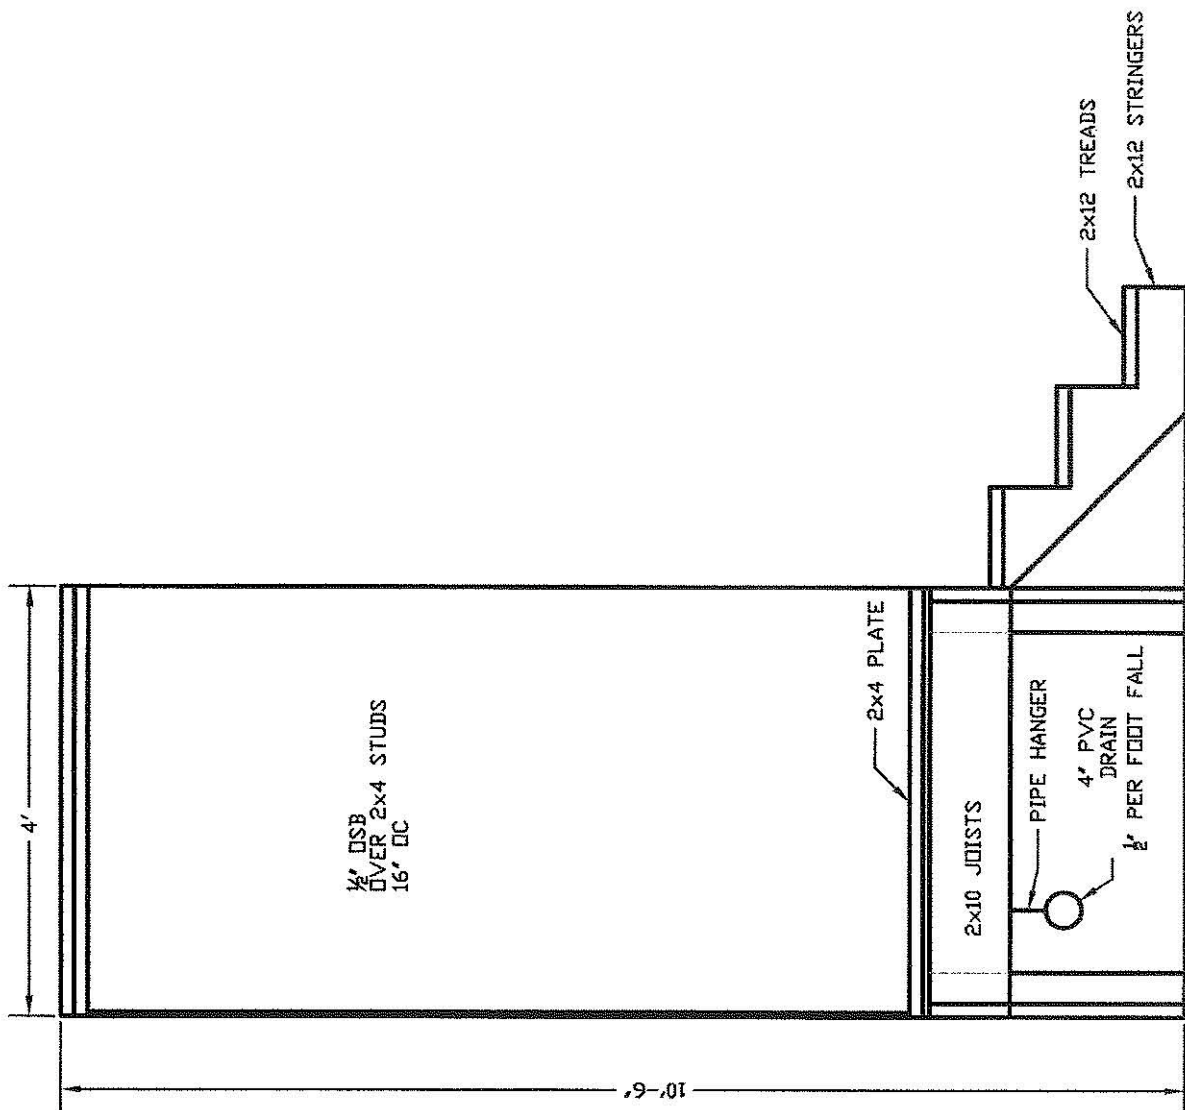 4'
½" OSB
OVER 2x4 STUDS
16" OC
2x4 PLATE
2x10 JOISTS
PIPE HANGER
4" PVC
DRAIN
½" PER FOOT FALL
2x12 TREADS
2x12 STRINGERS
10'-6"